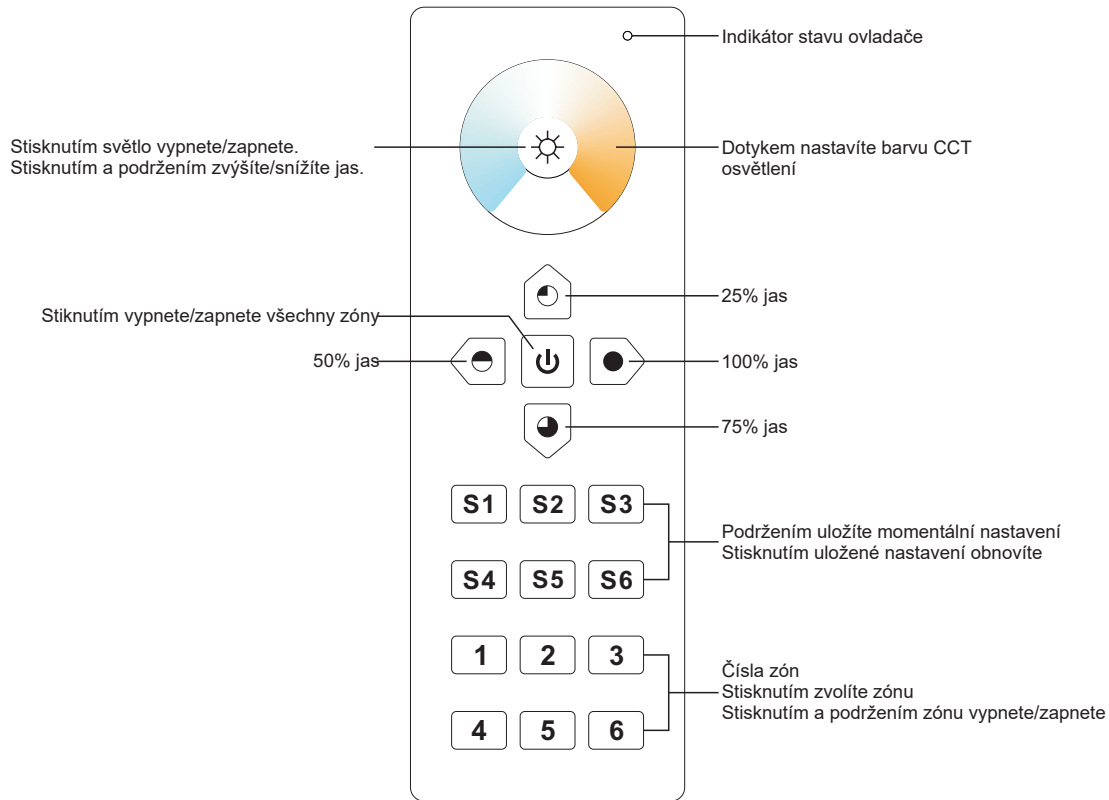 Indikátor stavu ovladače
Stisknutím světlo vypnete/zapnete.
Stisknutím a podržením zvýšíte/snížíte jas.
Dotykem nastavíte barvu CCT
osvětlení
25% jas
Stiknutím vypnete/zapnete všechny zóny
50% jas
100% jas
75% jas
S1 S2 S3
Podržením uložíte momentální nastavení
Stisknutím uložené nastavení obnovíte
S4 S5 S6
1 2 3
Čísla zón
Stisknutím zvolíte zónu
Stisknutím a podržením zónu vypnete/zapnete
4 5 6